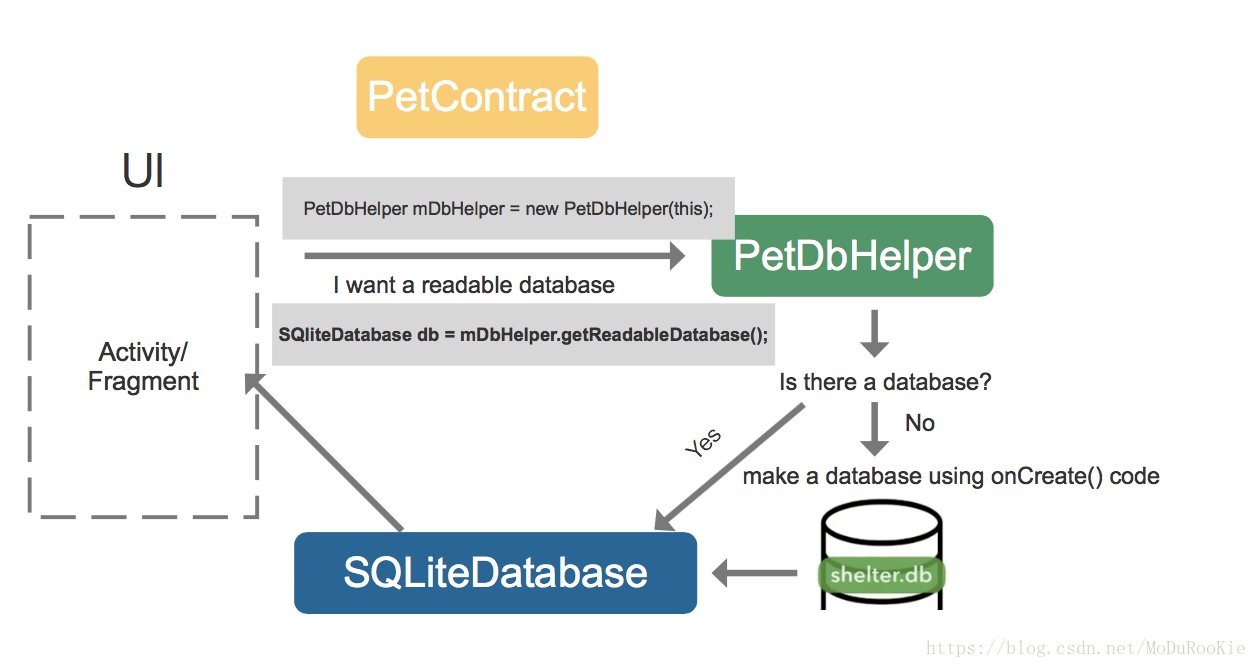 PetContract
UI
PetDbHelper mDbHelper = new PetDbHelper(this);
PetDbHelper
I want a readable database
SQliteDatabase db = mDbHelper.getReadableDatabase();
Activity/
Fragment
Is there a database?
Yes
No
make a database using onCreate() code
SQLiteDatabase
shelter.db
https://blog.csdn.net/MoDuRooKie